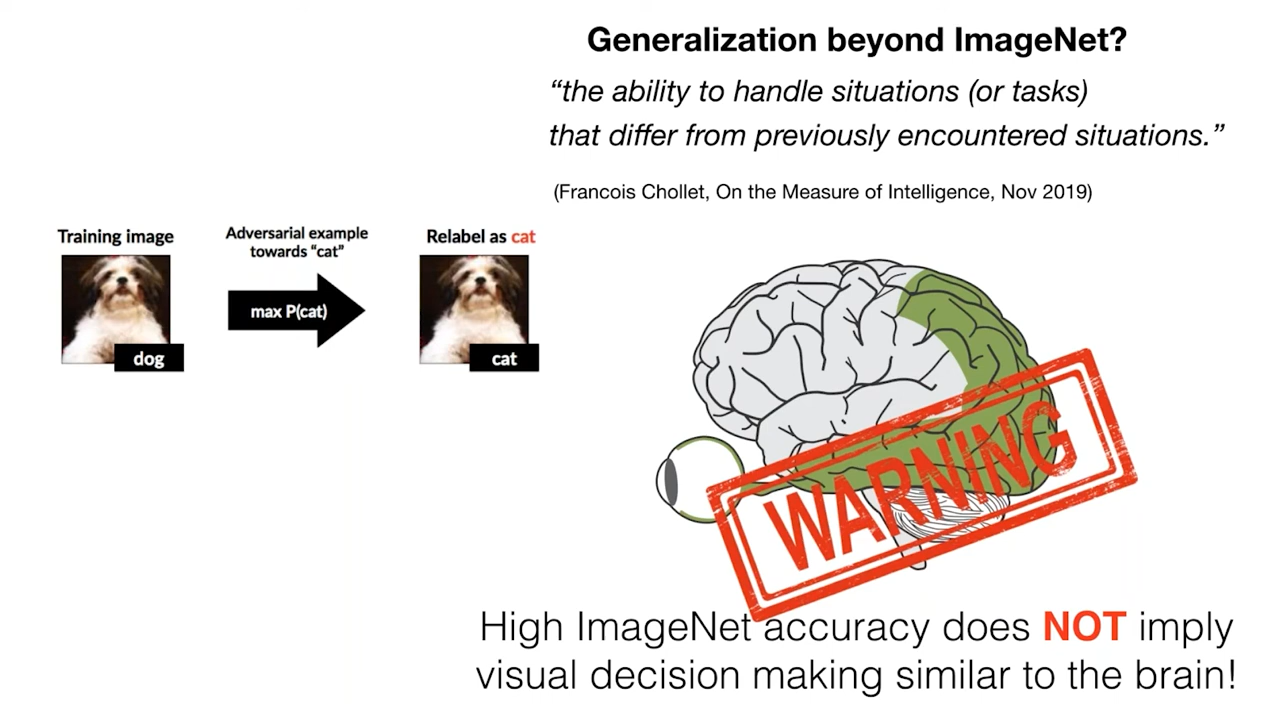 Generalization beyond ImageNet?
“the ability to handle situations (or tasks)
that differ from previously encountered situations.”
(Francois Chollet, On the Measure of Intelligence, Nov 2019)
Training image
dog
Adversarial example
towards “cat”
max P(cat)
Relabel as cat
cat
WARNING
High ImageNet accuracy does NOT imply
visual decision making similar to the brain!